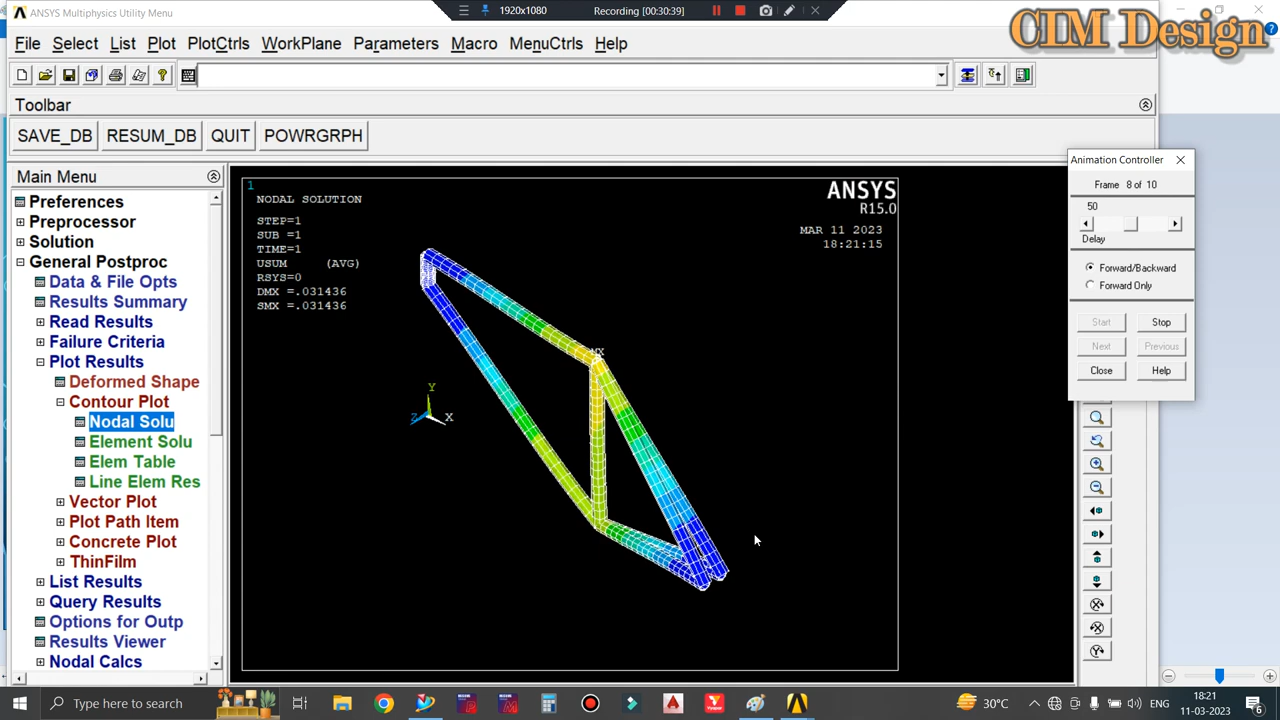 ANSYS Multiphysics Utility Menu
1920x1080
Recording [00:30:39]
CIM Design
File Select List Plot PlotCtrls WorkPlane Parameters Macro MenuCtrls Help
Toolbar
SAVE_DB RESUM_DB QUIT POWRGRPH
Main Menu
Preferences
Preprocessor
Solution
General Postproc
Data & File Opts
Results Summary
Read Results
Failure Criteria
Plot Results
Deformed Shape
Contour Plot
Nodal Solu
Element Solu
Elem Table
Line Elem Res
Vector Plot
Plot Path Item
Concrete Plot
ThinFilm
List Results
Query Results
Options for Outp
Results Viewer
Nodal Calcs
1
NODAL SOLUTION
STEP=1
SUB =1
TIME=1
USUM (AVG)
RSYS=0
DMX =.031436
SMX =.031436
ANSYS
R15.0
MAR 11 2023
18:21:15
MX
Y
Z X
Animation Controller
Frame 8 of 10
50
Delay
Forward/Backward
Forward Only
Start Stop
Next Previous
Close Help
Type here to search
30°C
ENG
18:21
11-03-2023
6